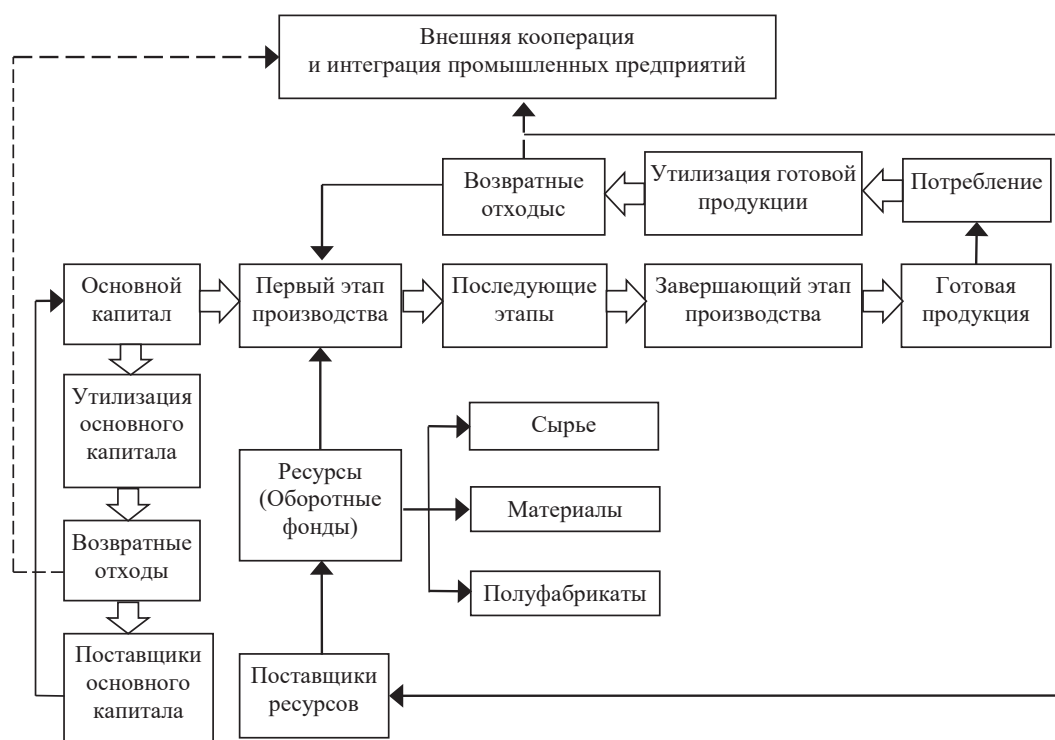 Внешняя кооперация
и интеграция промышленных предприятий
Возвратные
отходыс
Утилизация готовой
продукции
Потребление
Основной
капитал
Первый этап
производства
Последующие
этапы
Завершающий этап
производства
Готовая
продукция
Утилизация
основного
капитала
Сырье
Ресурсы
(Оборотные
фонды)
Материалы
Возвратные
отходы
Полуфабрикаты
Поставщики
основного
капитала
Поставщики
ресурсов